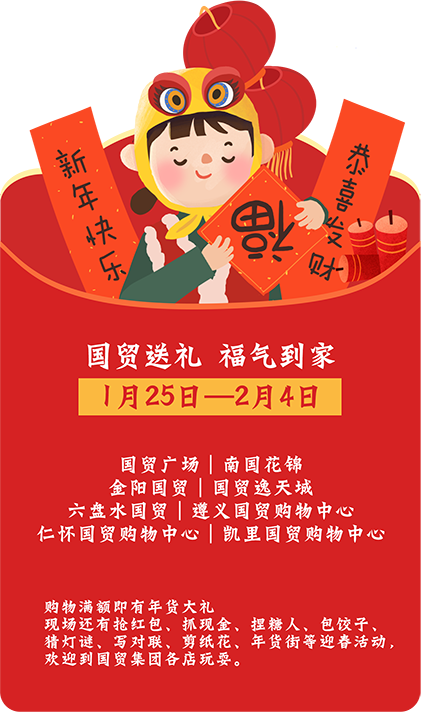 新年快乐
恭喜发财
福
国贸送礼 福气到家
1月25日—2月4日
国贸广场｜南国花锦
金阳国贸｜国贸逸天城
六盘水国贸｜遵义国贸购物中心
仁怀国贸购物中心｜凯里国贸购物中心
购物满额即有年货大礼
现场还有抢红包、抓现金、捏糖人、包饺子、
猜灯谜、写对联、剪纸花、年货街等迎春活动，
欢迎到国贸集团各店玩耍。